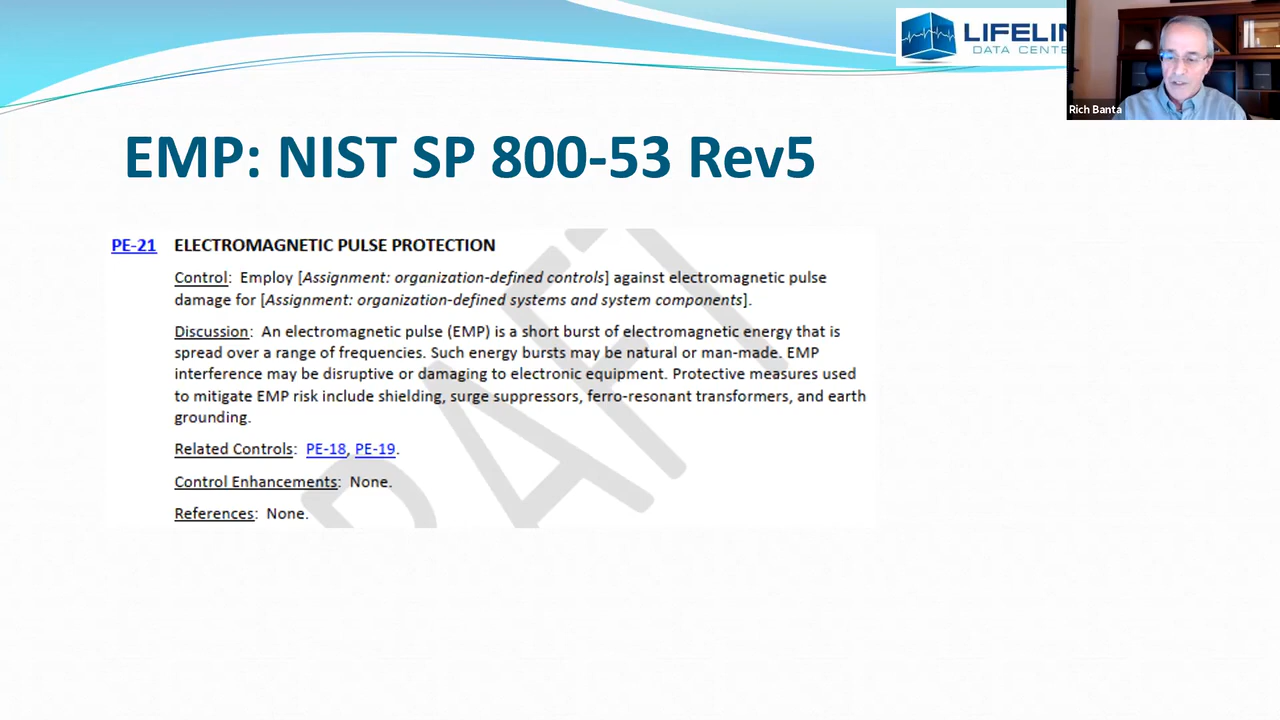 LIFELIN
DATA CENTE
Rich Banta
EMP: NIST SP 800-53 Rev5
PE-21 ELECTROMAGNETIC PULSE PROTECTION
Control: Employ [Assignment: organization-defined controls] against electromagnetic pulse
damage for [Assignment: organization-defined systems and system components].
Discussion: An electromagnetic pulse (EMP) is a short burst of electromagnetic energy that is
spread over a range of frequencies. Such energy bursts may be natural or man-made. EMP
interference may be disruptive or damaging to electronic equipment. Protective measures used
to mitigate EMP risk include shielding, surge suppressors, ferro-resonant transformers, and earth
grounding.
Related Controls: PE-18, PE-19.
Control Enhancements: None.
References: None.
DRAFT